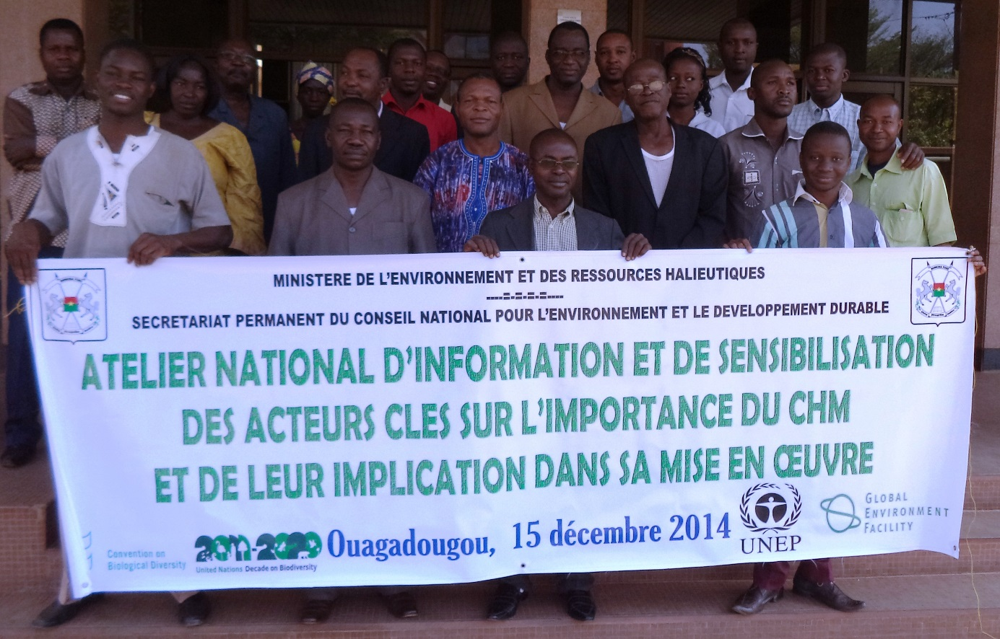 MINISTERE DE L'ENVIRONNEMENT ET DES RESSOURCES HALIEUTIQUES
----=-=-=-=----
SECRETARIAT PERMANENT DU CONSEIL NATIONAL POUR L'ENVIRONNEMENT ET LE DEVELOPPEMENT DURABLE
ATELIER NATIONAL D'INFORMATION ET DE SENSIBILISATION
DES ACTEURS CLES SUR L'IMPORTANCE DU CHM
ET DE LEUR IMPLICATION DANS SA MISE EN ŒUVRE
Ouagadougou, 15 décembre 2014
Convention on
Biological Diversity
2011-2020
United Nations Decade on Biodiversity
UNEP
GLOBAL
ENVIRONMENT
FACILITY